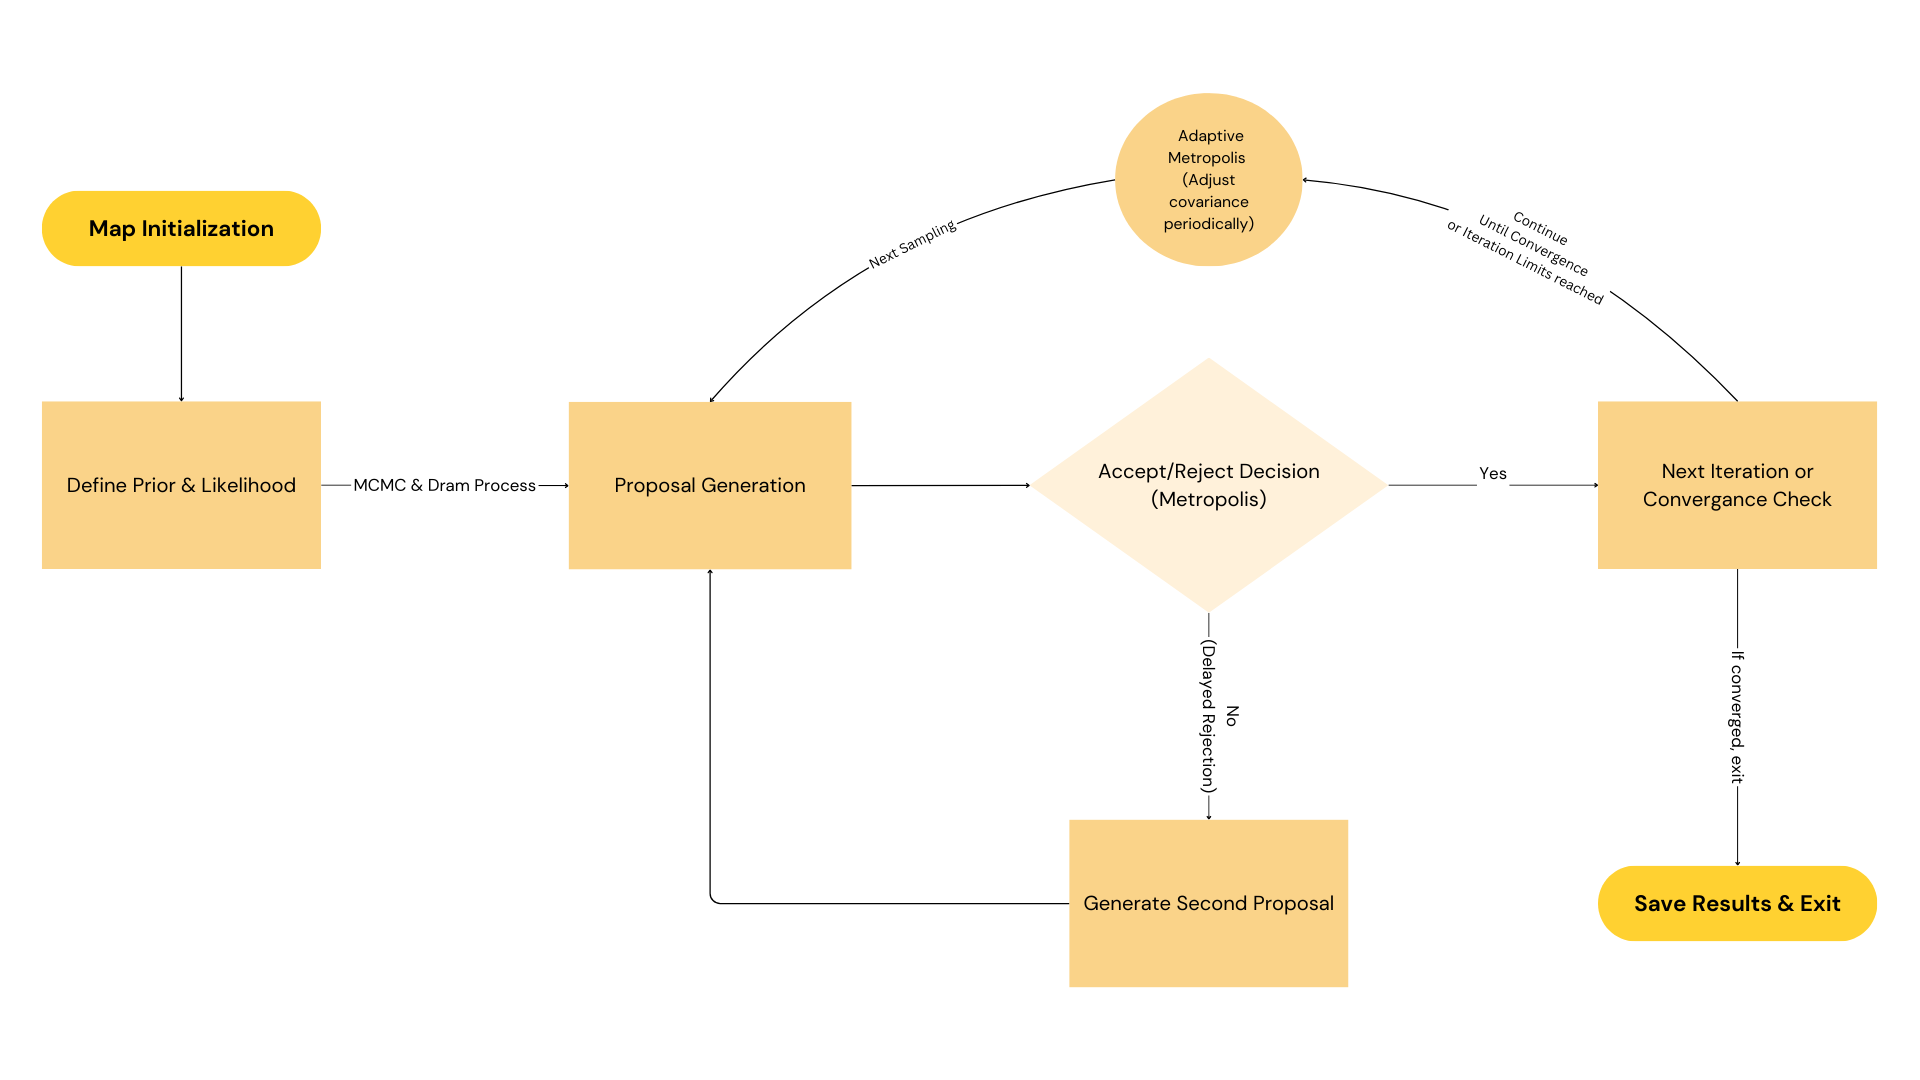 Adaptive
Metropolis
(Adjust
covariance
periodically)
Map Initialization
Next Sampling
Continue
Until Convergence
or Iteration Limits reached
Define Prior & Likelihood
MCMC & Dram Process
Proposal Generation
Accept/Reject Decision
(Metropolis)
Yes
Next Iteration or
Convergance Check
No
(Delayed Rejection)
If converged, exit
Generate Second Proposal
Save Results & Exit